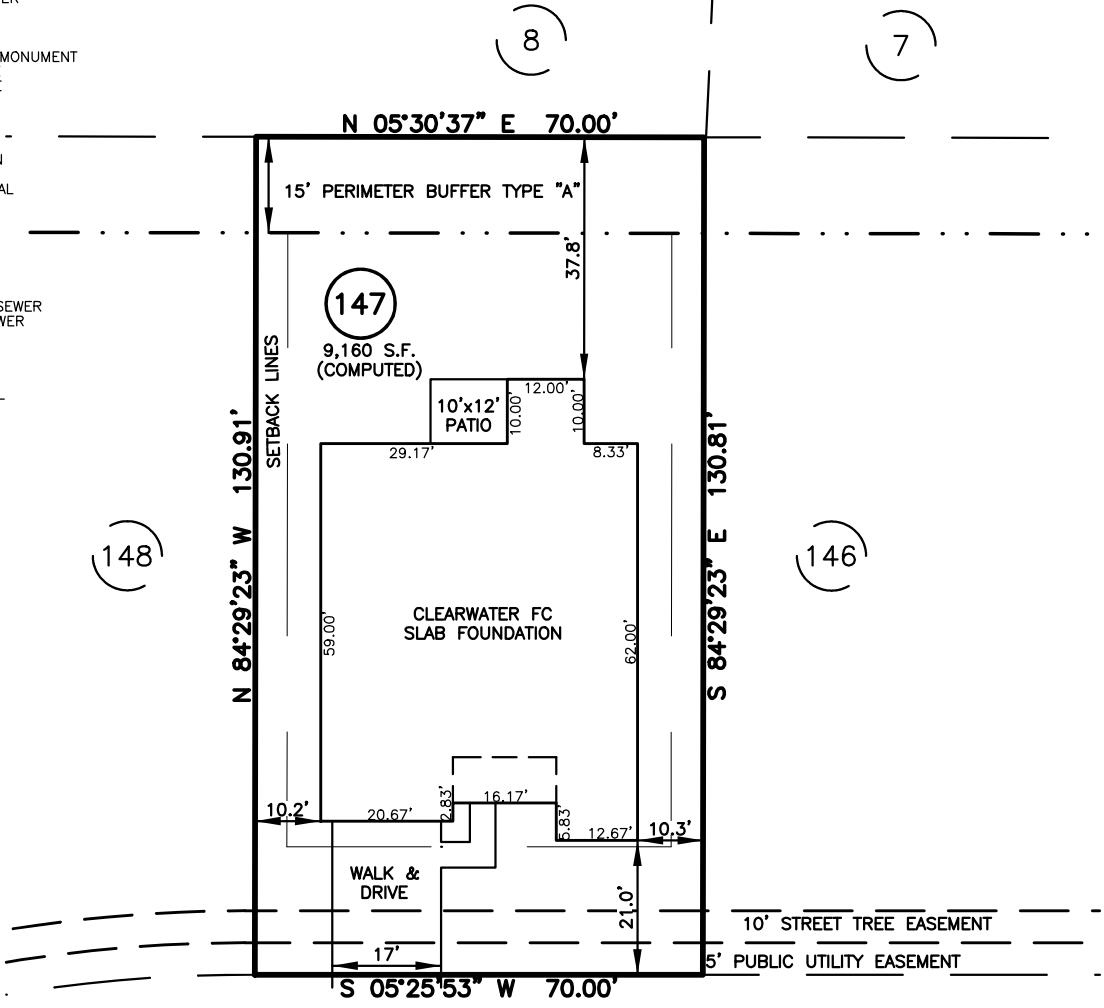 8
7
MONUMENT
N 05°30'37" E 70.00'
15' PERIMETER BUFFER TYPE "A"
37.8'
147
9,160 S.F.
(COMPUTED)
SETBACK LINES
SEWER
10'x12'
PATIO
12.00'
10.00'
10.00'
29.17'
8.33'
N 84°29'23" W 130.91'
S 84°29'23" E 130.81'
148
146
CLEARWATER FC
SLAB FOUNDATION
59.00'
62.00'
10.2'
20.67'
2.83'
16.17'
5.83'
12.67'
10.3'
WALK &
DRIVE
21.0'
10' STREET TREE EASEMENT
17'
5' PUBLIC UTILITY EASEMENT
S 05°25'53" W 70.00'